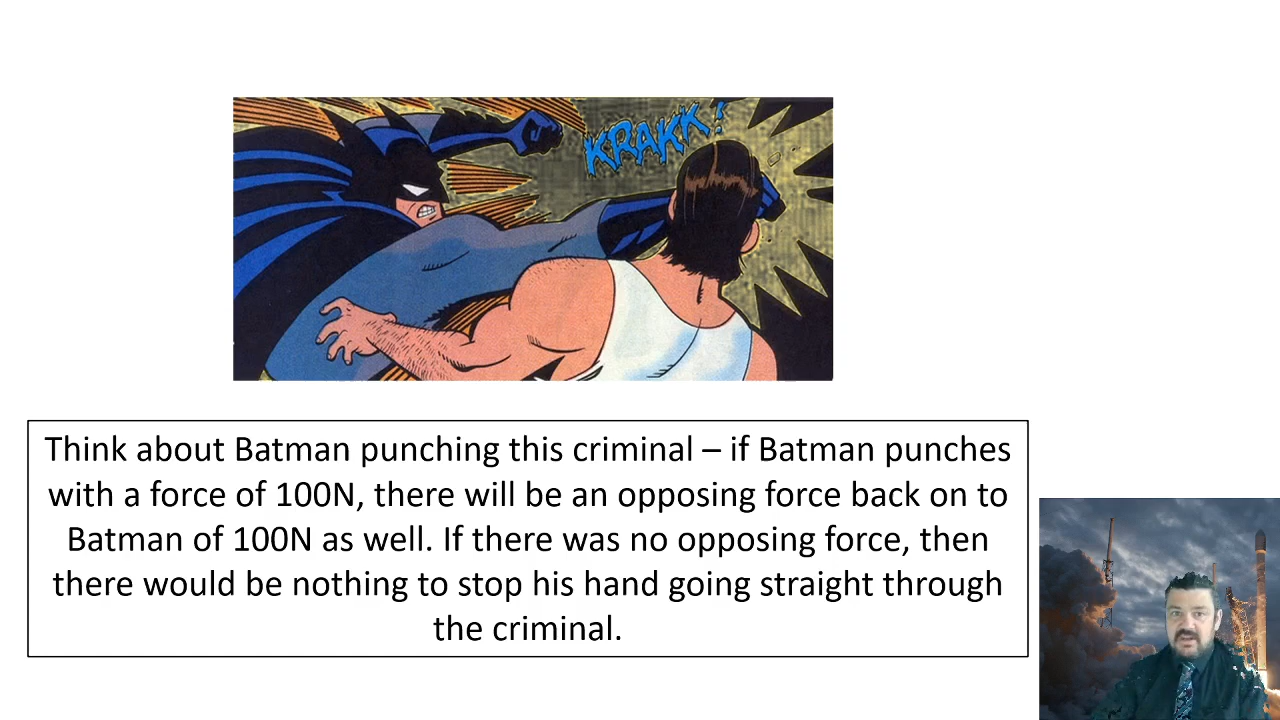 KRAKK!
Think about Batman punching this criminal – if Batman punches
with a force of 100N, there will be an opposing force back on to
Batman of 100N as well. If there was no opposing force, then
there would be nothing to stop his hand going straight through
the criminal.